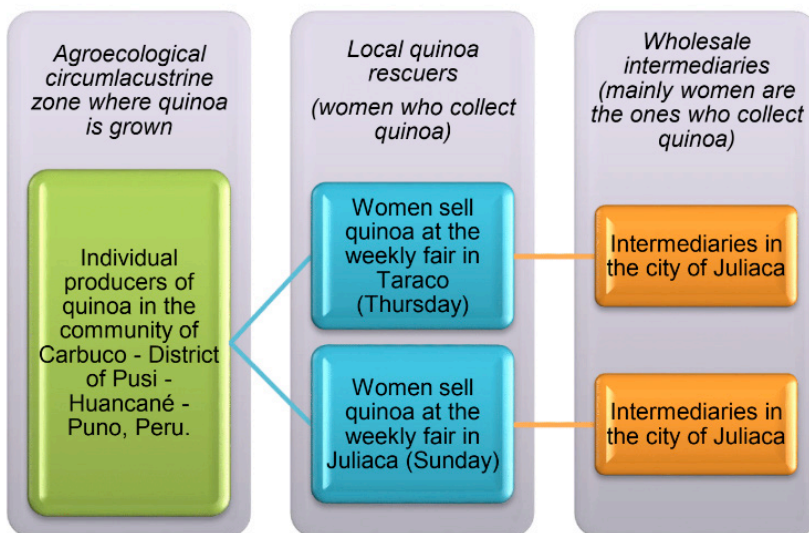 Agroecological
circumlacustrine
zone where quinoa
is grown
Individual
producers of
quinoa in the
community of
Carbuco - District
of Pusi -
Huancané -
Puno, Peru.
Local quinoa
rescuers
(women who collect
quinoa)
Women sell
quinoa at the
weekly fair in
Taraco
(Thursday)
Women sell
quinoa at the
weekly fair in
Juliaca (Sunday)
Wholesale
intermediaries
(mainly women are
the ones who collect
quinoa)
Intermediaries in
the city of Juliaca
Intermediaries in
the city of Juliaca